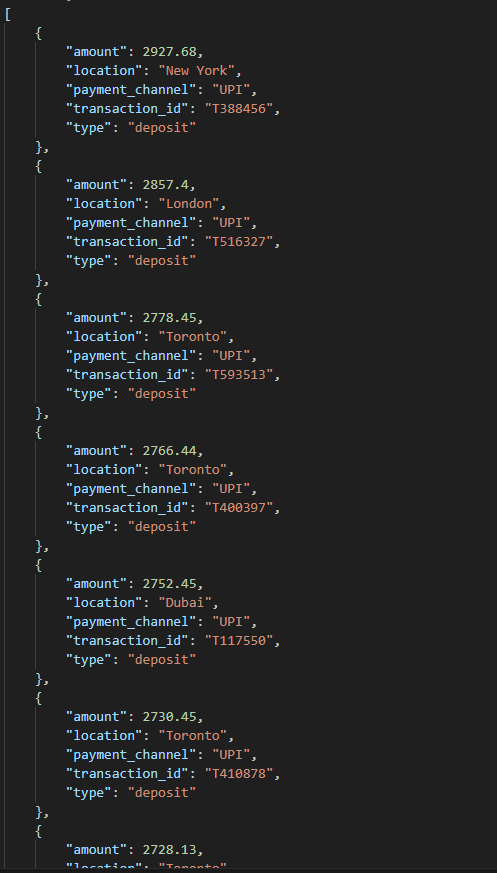 [
    {
        "amount": 2927.68,
        "location": "New York",
        "payment_channel": "UPI",
        "transaction_id": "T388456",
        "type": "deposit"
    },
    {
        "amount": 2857.4,
        "location": "London",
        "payment_channel": "UPI",
        "transaction_id": "T516327",
        "type": "deposit"
    },
    {
        "amount": 2778.45,
        "location": "Toronto",
        "payment_channel": "UPI",
        "transaction_id": "T593513",
        "type": "deposit"
    },
    {
        "amount": 2766.44,
        "location": "Toronto",
        "payment_channel": "UPI",
        "transaction_id": "T400397",
        "type": "deposit"
    },
    {
        "amount": 2752.45,
        "location": "Dubai",
        "payment_channel": "UPI",
        "transaction_id": "T117550",
        "type": "deposit"
    },
    {
        "amount": 2730.45,
        "location": "Toronto",
        "payment_channel": "UPI",
        "transaction_id": "T410878",
        "type": "deposit"
    },
    {
        "amount": 2728.13,
        "location": "Toronto"